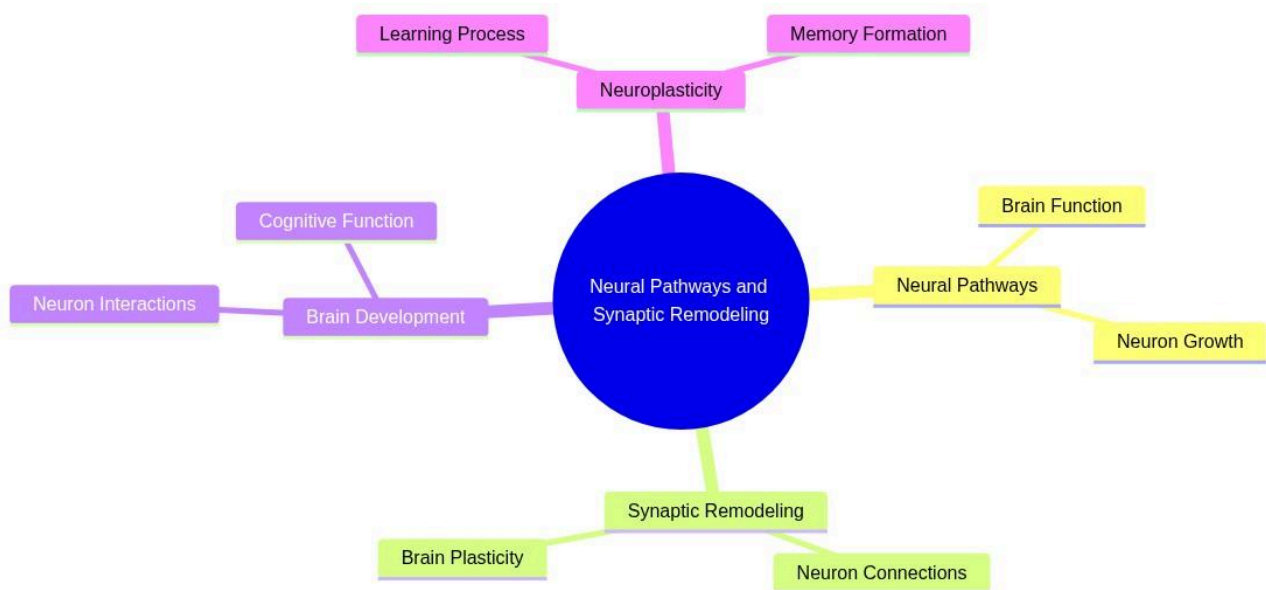 Learning Process
Memory Formation
Neuroplasticity
Cognitive Function
Brain Function
Neuron Interactions
Brain Development
Neural Pathways and
Synaptic Remodeling
Neural Pathways
Neuron Growth
Synaptic Remodeling
Brain Plasticity
Neuron Connections